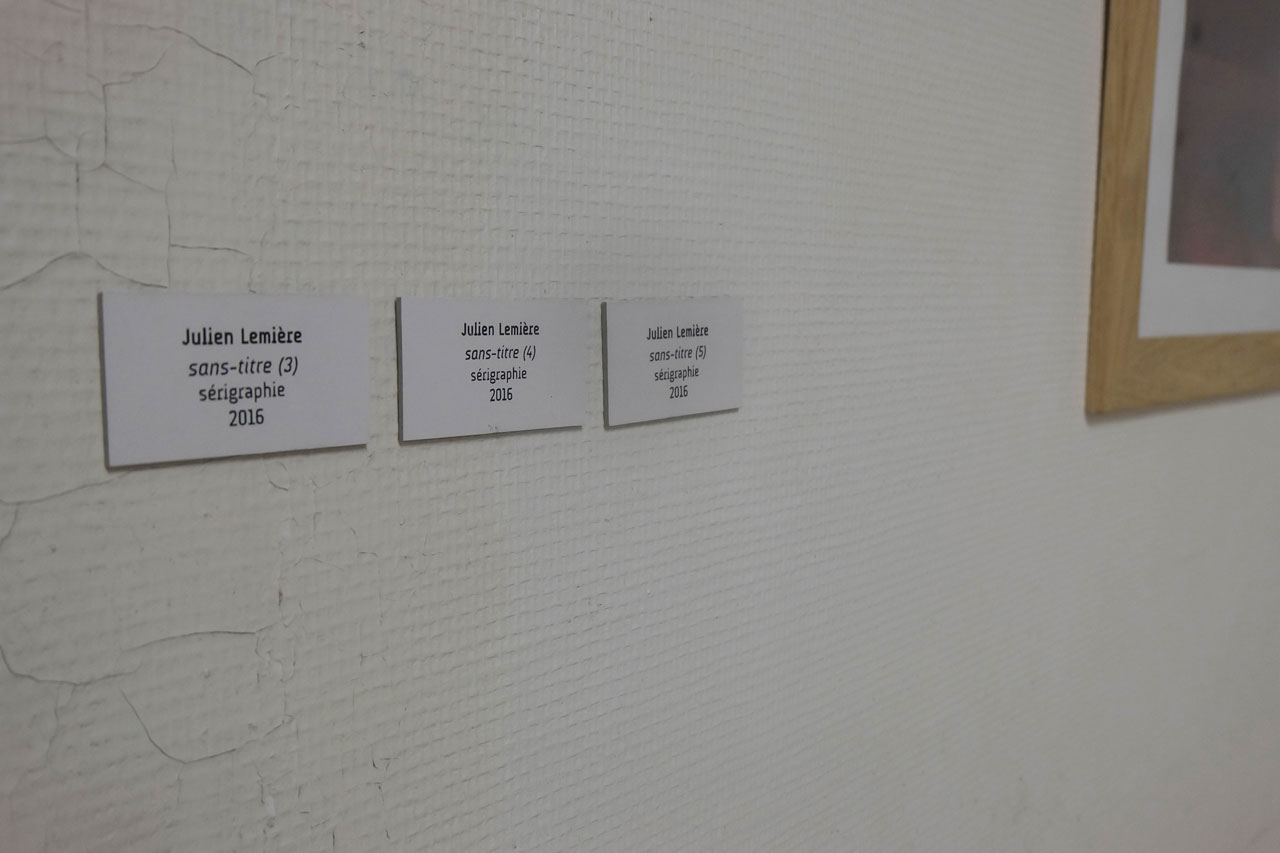 Julien Lemière
sans-titre (3)
sérigraphie
2016
Julien Lemière
sans-titre (4)
sérigraphie
2016
Julien Lemière
sans-titre (5)
sérigraphie
2016